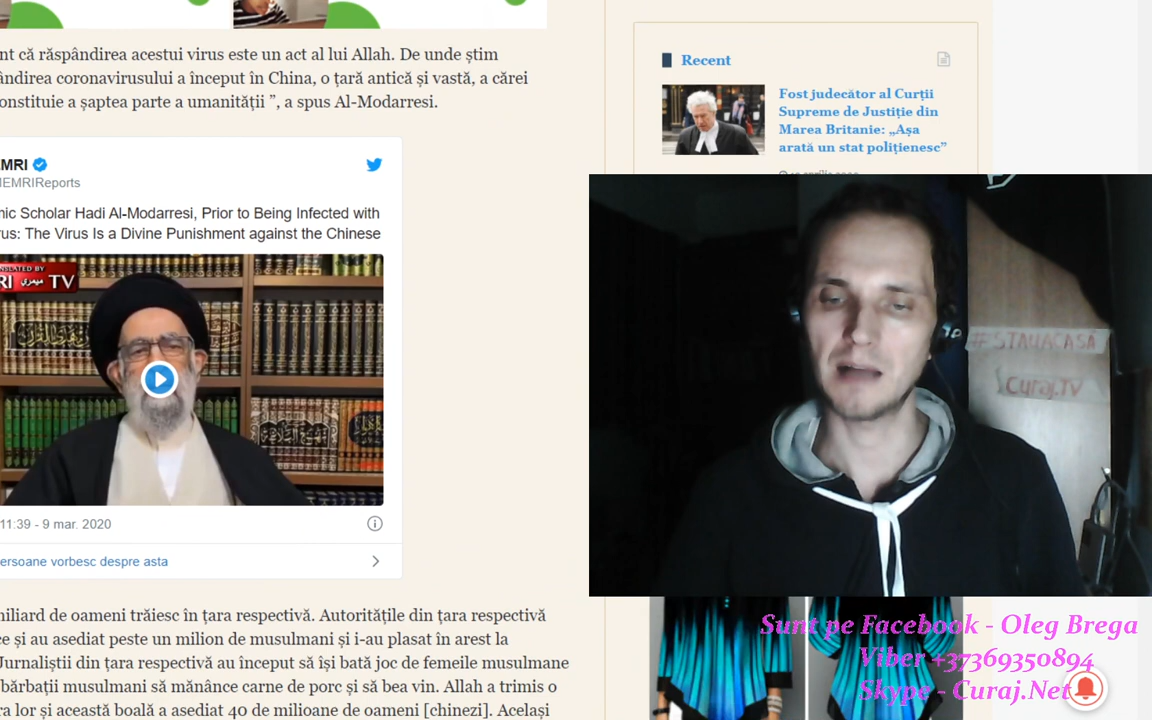 nt că răspândirea acestui virus este un act al lui Allah. De unde știm
ândirea coronavirusului a început în China, o țară antică și vastă, a cărei
onstituie a șaptea parte a umanității ”, a spus Al-Modarresi.
EMRI
MEMRIReports
mic Scholar Hadi Al-Modarresi, Prior to Being Infected with
rus: The Virus Is a Divine Punishment against the Chinese
NSLATED BY
RI ميمري TV
11:39 - 9 mar. 2020
ersoane vorbesc despre asta
miliard de oameni trăiesc în țara respectivă. Autoritățile din țara respectivă
ce și au asediat peste un milion de musulmani și i-au plasat în arest la
Jurnaliștii din țara respectivă au început să își bată joc de femeile musulmane
bărbații musulmani să mănânce carne de porc și să bea vin. Allah a trimis o
ra lor și această boală a asediat 40 de milioane de oameni [chinezi]. Același
Recent
Fost judecător al Curții
Supreme de Justiție din
Marea Britanie: „Așa
arată un stat polițienesc”
#STAUACASĂ
Curaj.TV
Sunt pe Facebook - Oleg Brega
Viber +37369350894
Skype - Curaj.Net